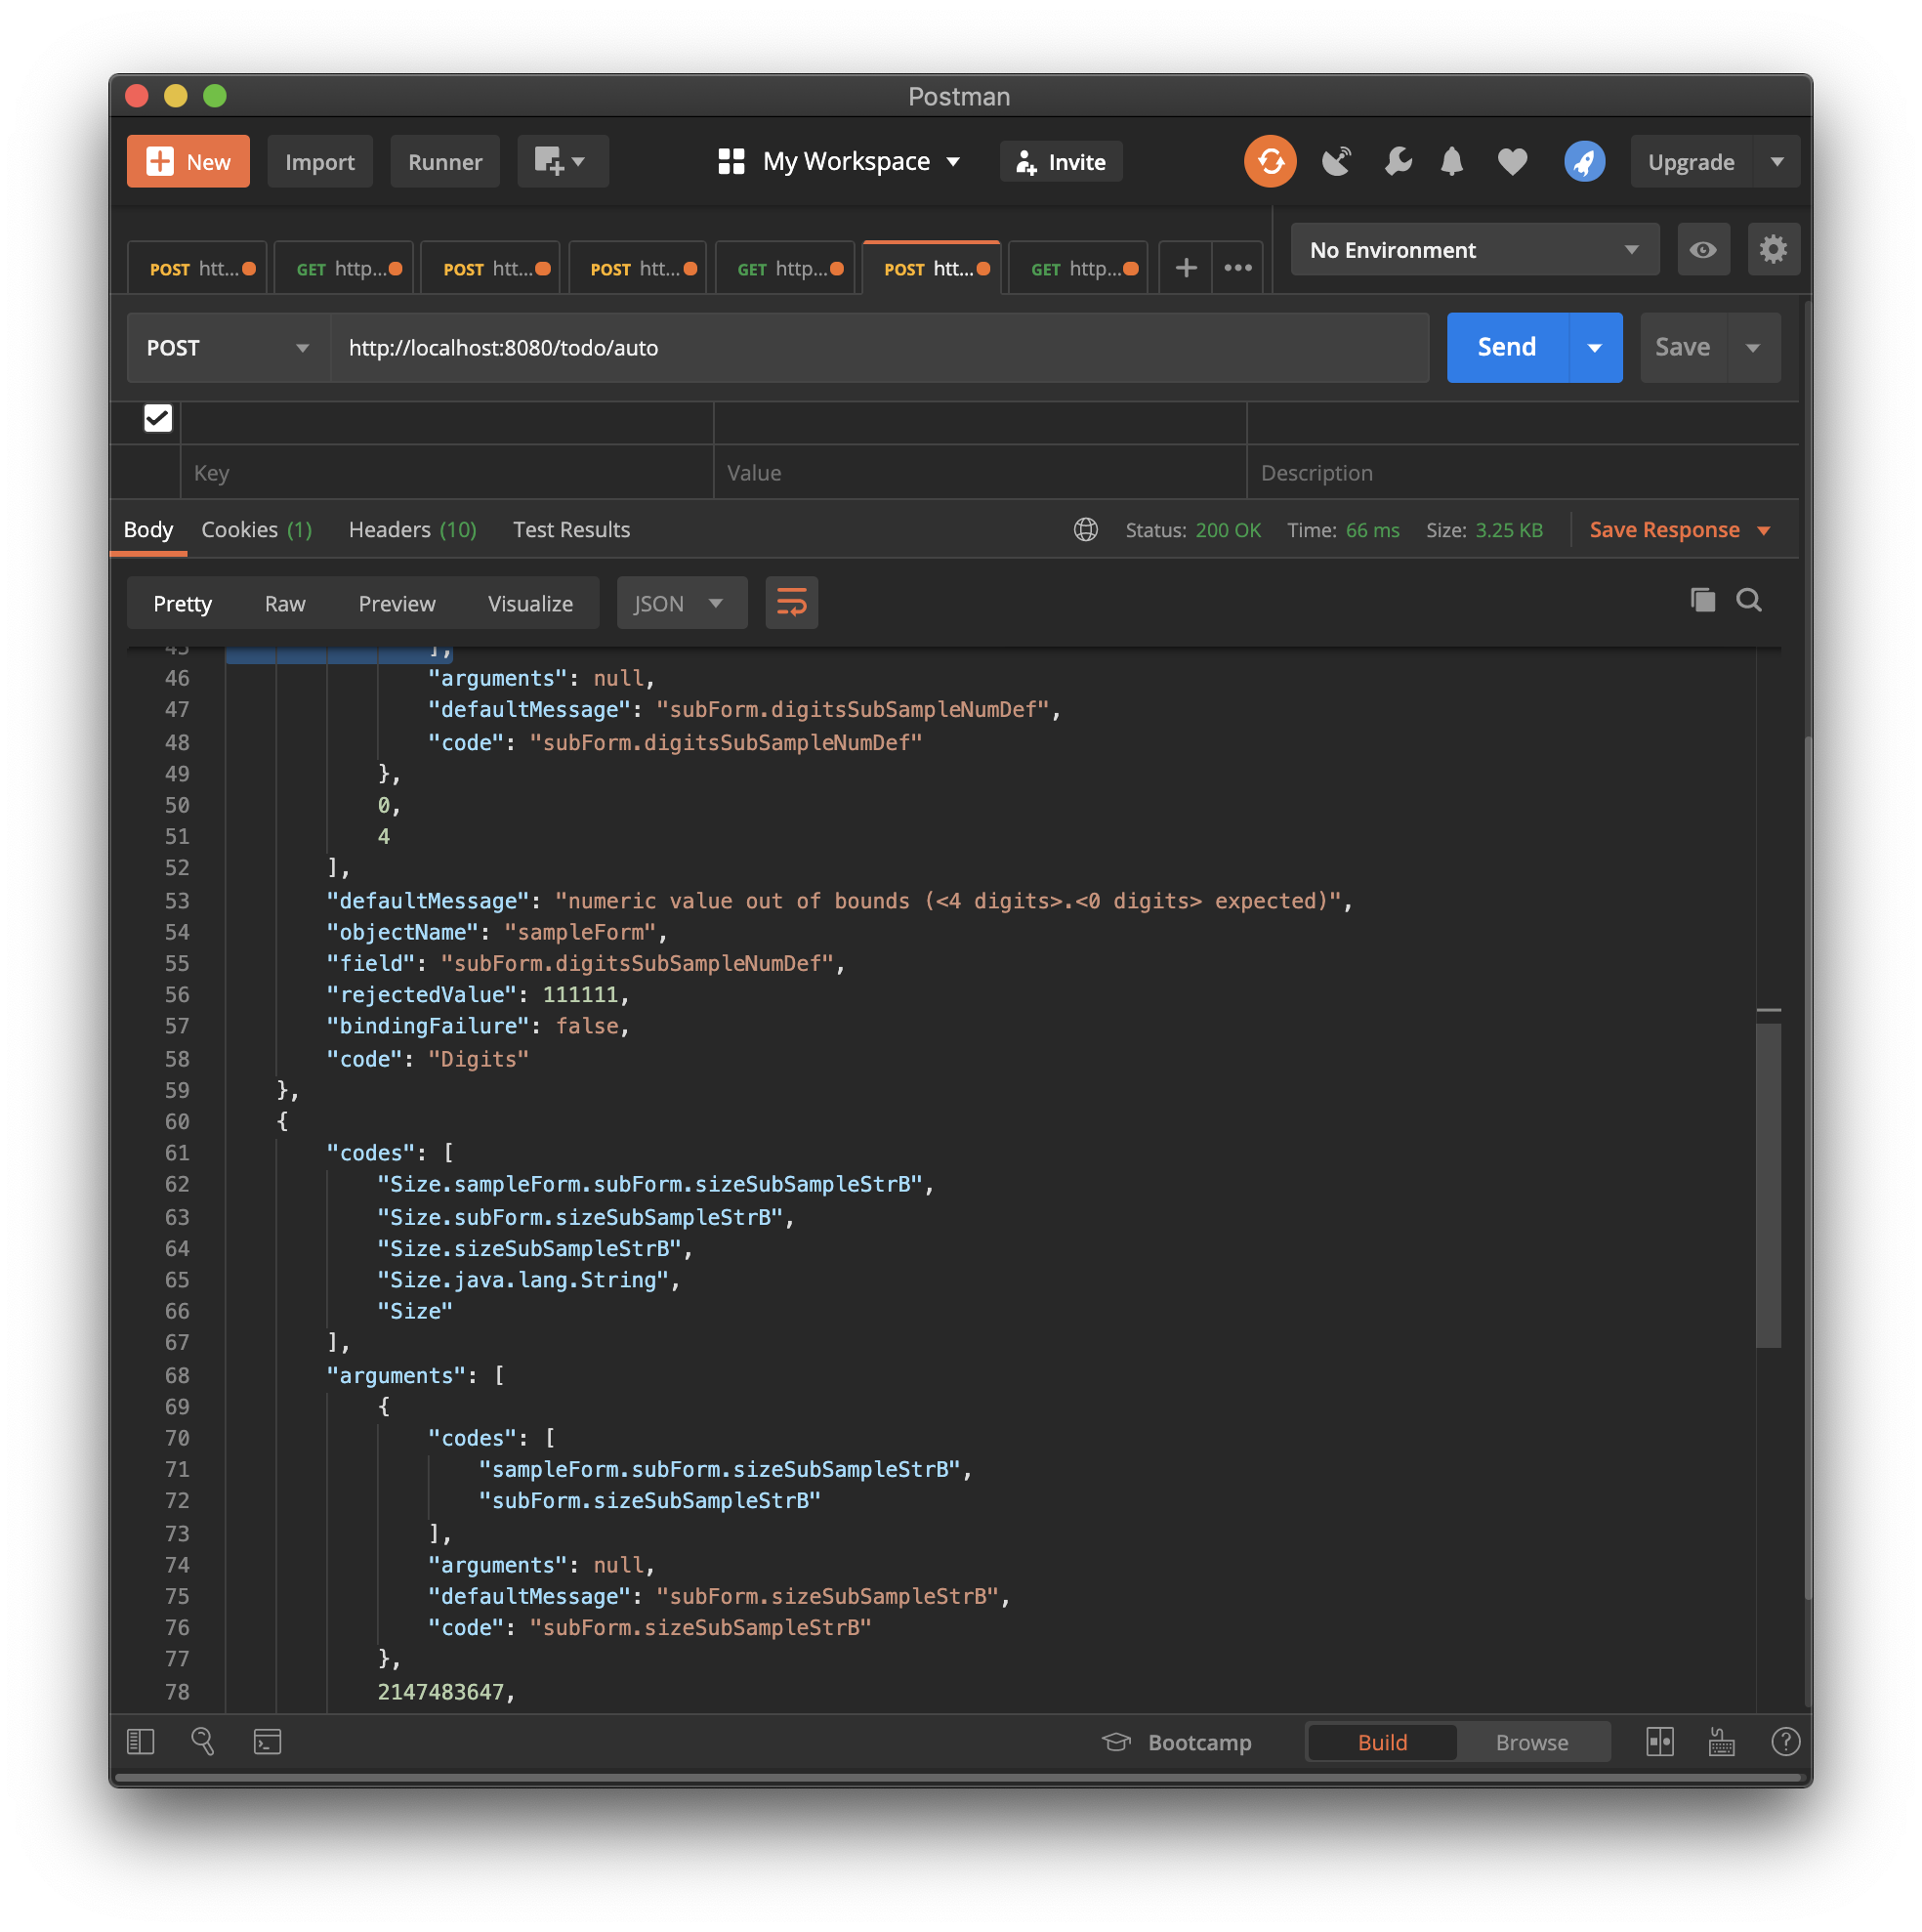 Postman
New Import Runner My Workspace Invite Upgrade
POST htt... GET http... POST htt... POST htt... GET http... POST htt... GET http... No Environment
POST http://localhost:8080/todo/auto Send Save
Key Value Description
Body Cookies (1) Headers (10) Test Results Status: 200 OK Time: 66 ms Size: 3.25 KB Save Response
Pretty Raw Preview Visualize JSON
45 ],
46 "arguments": null,
47 "defaultMessage": "subForm.digitsSubSampleNumDef",
48 "code": "subForm.digitsSubSampleNumDef"
49 },
50 0,
51 4
52 ],
53 "defaultMessage": "numeric value out of bounds (<4 digits>.<0 digits> expected)",
54 "objectName": "sampleForm",
55 "field": "subForm.digitsSubSampleNumDef",
56 "rejectedValue": 111111,
57 "bindingFailure": false,
58 "code": "Digits"
59 },
60 {
61 "codes": [
62 "Size.sampleForm.subForm.sizeSubSampleStrB",
63 "Size.subForm.sizeSubSampleStrB",
64 "Size.sizeSubSampleStrB",
65 "Size.java.lang.String",
66 "Size"
67 ],
68 "arguments": [
69 {
70 "codes": [
71 "sampleForm.subForm.sizeSubSampleStrB",
72 "subForm.sizeSubSampleStrB"
73 ],
74 "arguments": null,
75 "defaultMessage": "subForm.sizeSubSampleStrB",
76 "code": "subForm.sizeSubSampleStrB"
77 },
78 2147483647,
Bootcamp Build Browse